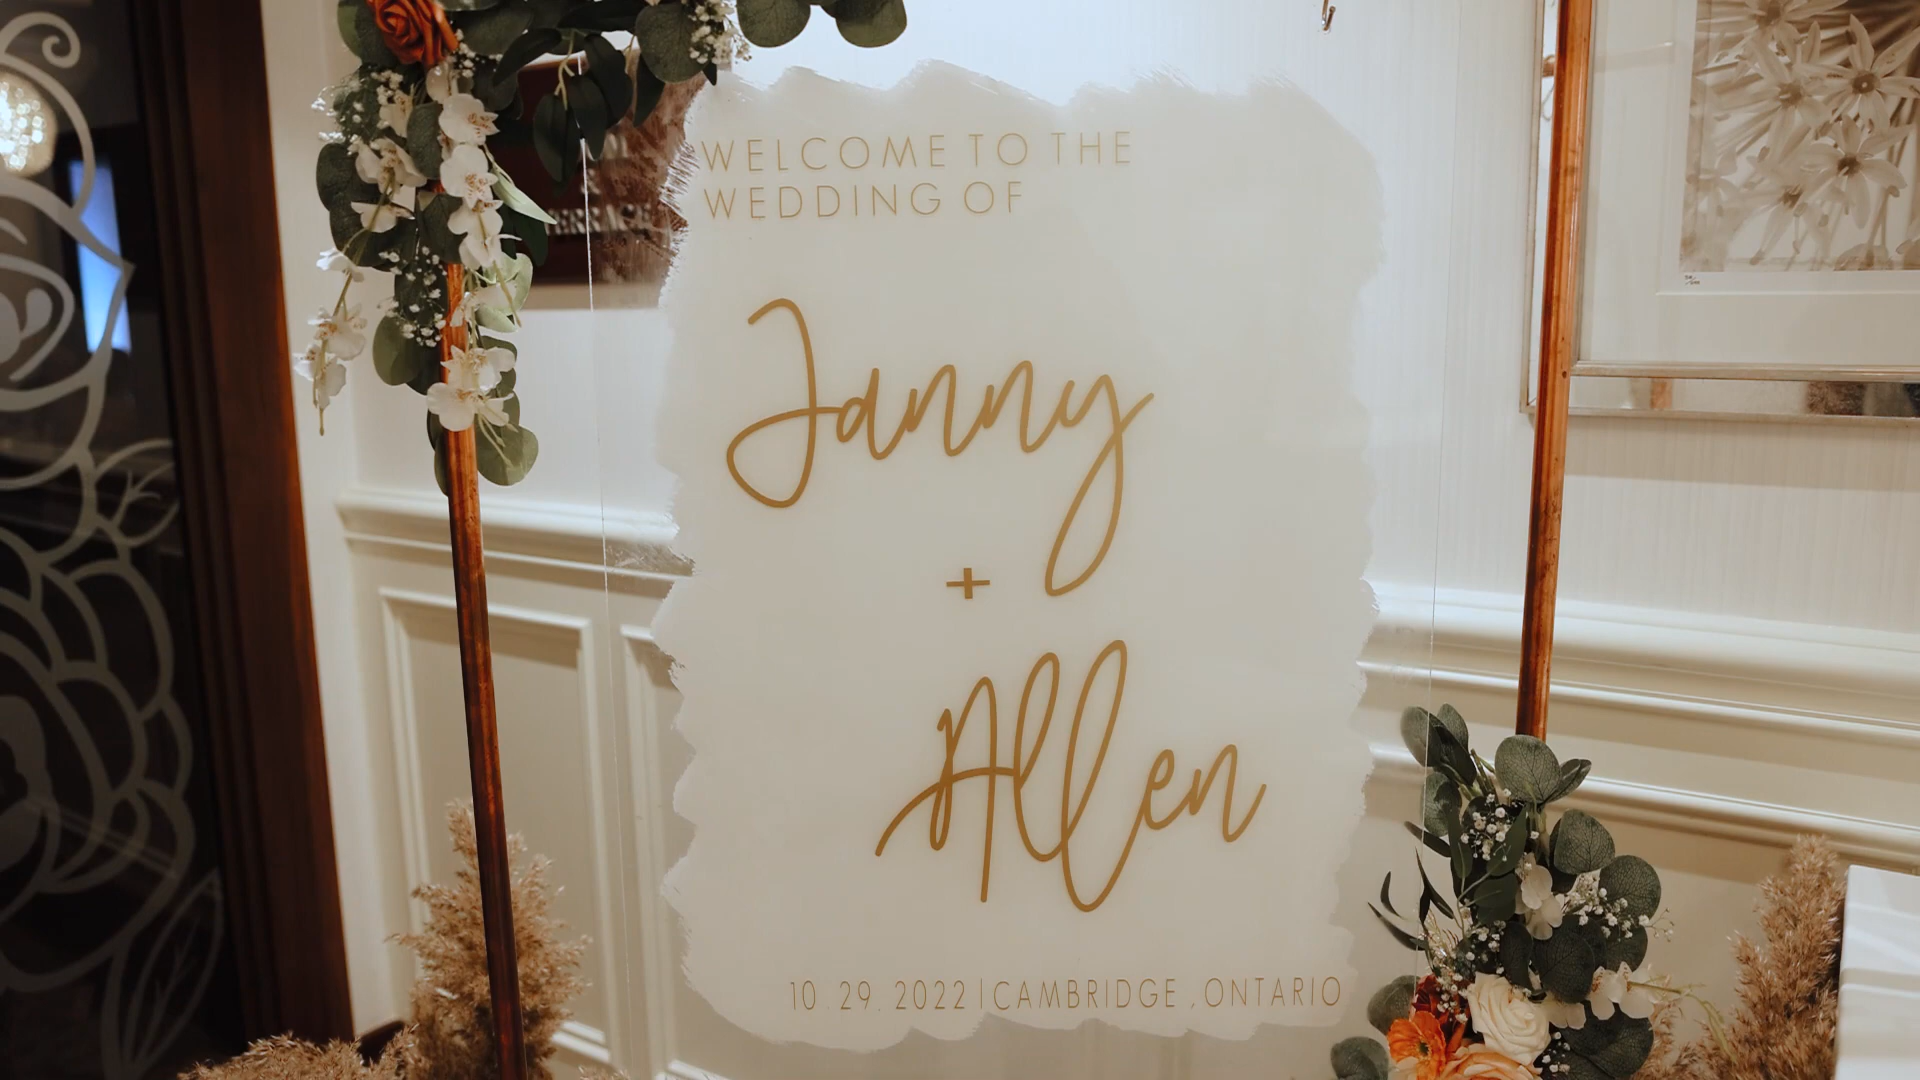 WELCOME TO THE
WEDDING OF
Janny
+
Allen
10.29.2022 | CAMBRIDGE, ONTARIO